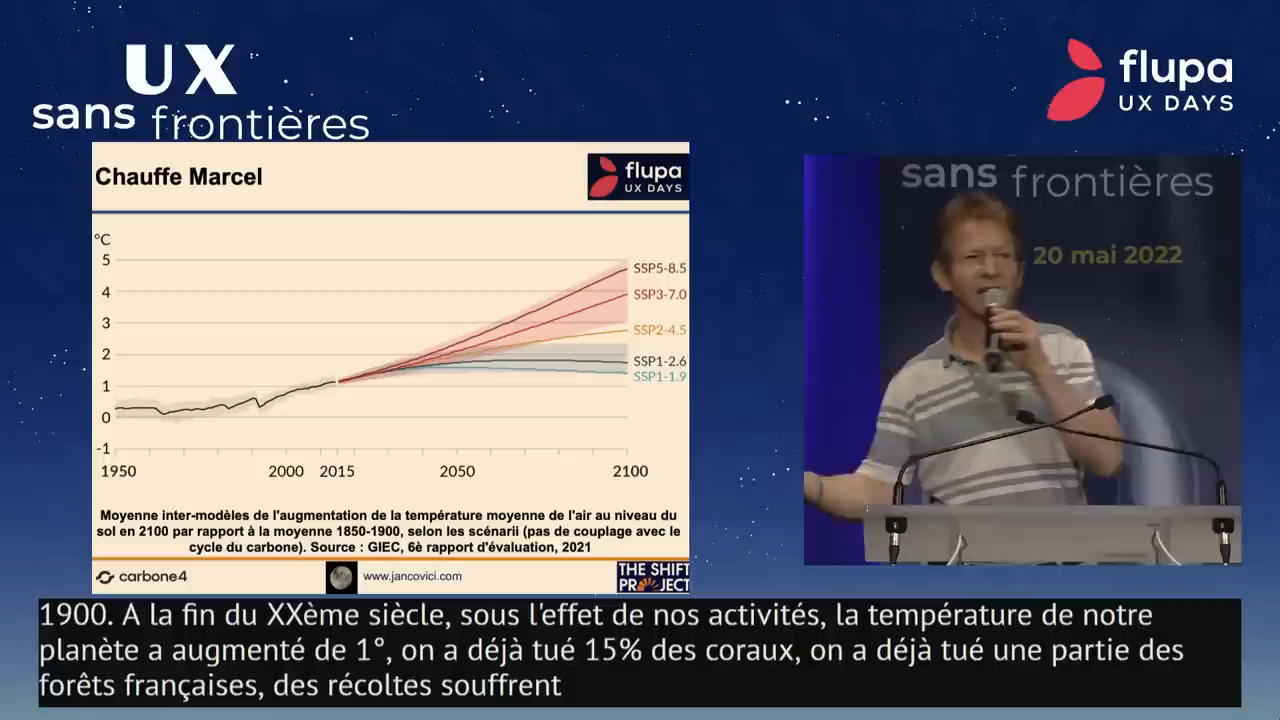 UX
sans frontières
flupa
UX DAYS
Chauffe Marcel
flupa
UX DAYS
°C
5
4
3
2
1
0
-1
1950
2000
2015
2050
2100
SSP5-8.5
SSP3-7.0
SSP2-4.5
SSP1-2.6
SSP1-1.9
Moyenne inter-modèles de l'augmentation de la température moyenne de l'air au niveau du
sol en 2100 par rapport à la moyenne 1850-1900, selon les scénarii (pas de couplage avec le
cycle du carbone). Source : GIEC, 6è rapport d'évaluation, 2021
carbone4
www.jancovici.com
THE SHIFT
PROJECT
sans frontières
20 mai 2022
1900. A la fin du XXème siècle, sous l'effet de nos activités, la température de notre
planète a augmenté de 1°, on a déjà tué 15% des coraux, on a déjà tué une partie des
forêts françaises, des récoltes souffrent